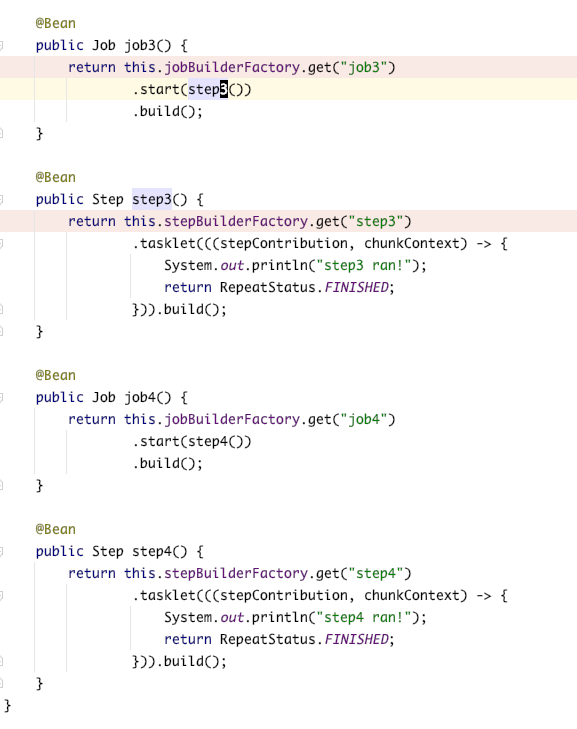 @Bean
public Job job3() {
return this.jobBuilderFactory.get("job3")
.start(step3())
.build();
}
@Bean
public Step step3() {
return this.stepBuilderFactory.get("step3")
.tasklet(((stepContribution, chunkContext) -> {
System.out.println("step3 ran!");
return RepeatStatus.FINISHED;
})).build();
}
@Bean
public Job job4() {
return this.jobBuilderFactory.get("job4")
.start(step4())
.build();
}
@Bean
public Step step4() {
return this.stepBuilderFactory.get("step4")
.tasklet(((stepContribution, chunkContext) -> {
System.out.println("step4 ran!");
return RepeatStatus.FINISHED;
})).build();
}
}